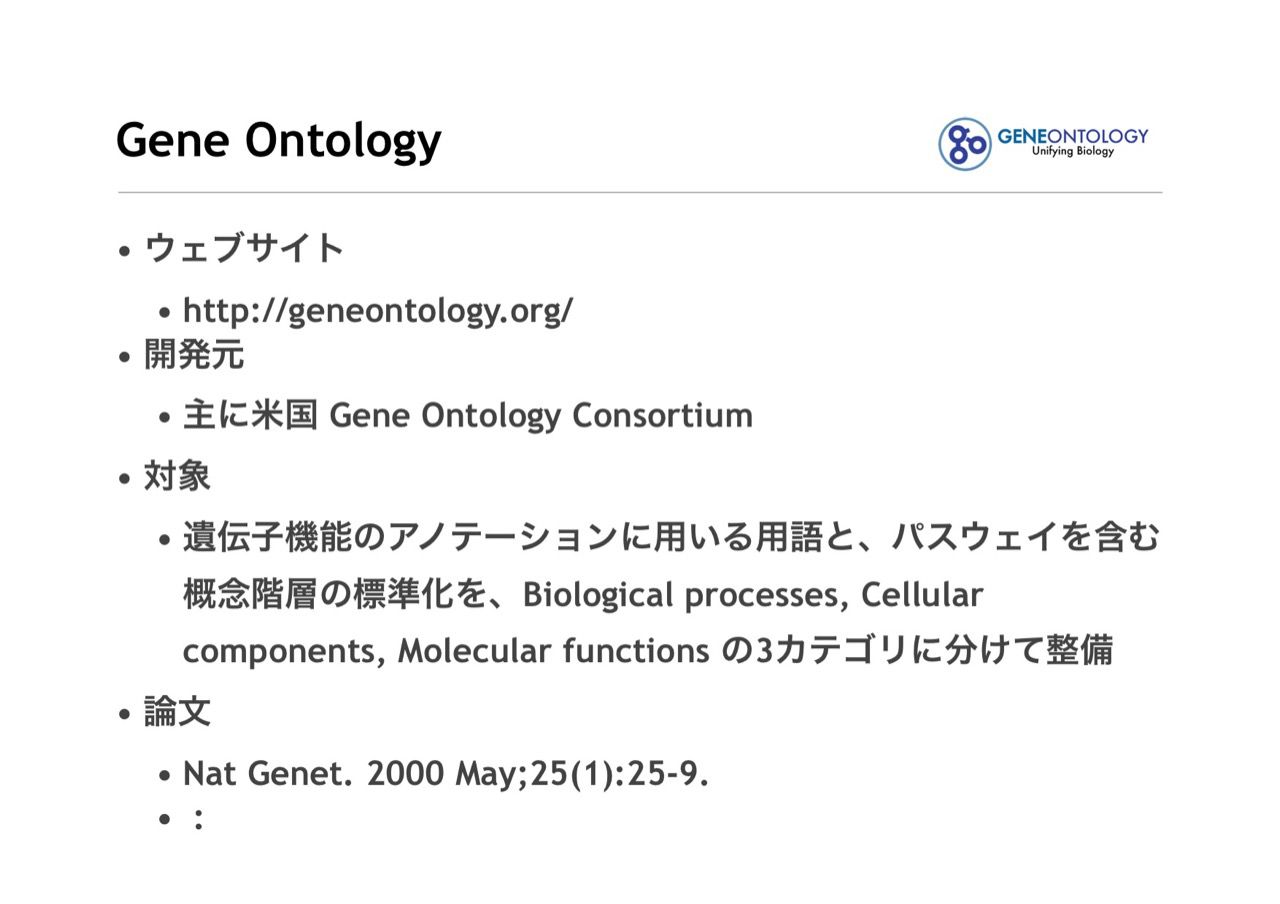 Gene Ontology
go
GENEONTOLOGY
Unifying Biology
• ウェブサイト
• http://geneontology.org/
• 開発元
• 主に米国 Gene Ontology Consortium
• 対象
• 遺伝子機能のアノテーションに用いる用語と、パスウェイを含む
概念階層の標準化を、Biological processes, Cellular
components, Molecular functions の3カテゴリに分けて整備
• 論文
• Nat Genet. 2000 May;25(1):25-9.
• :